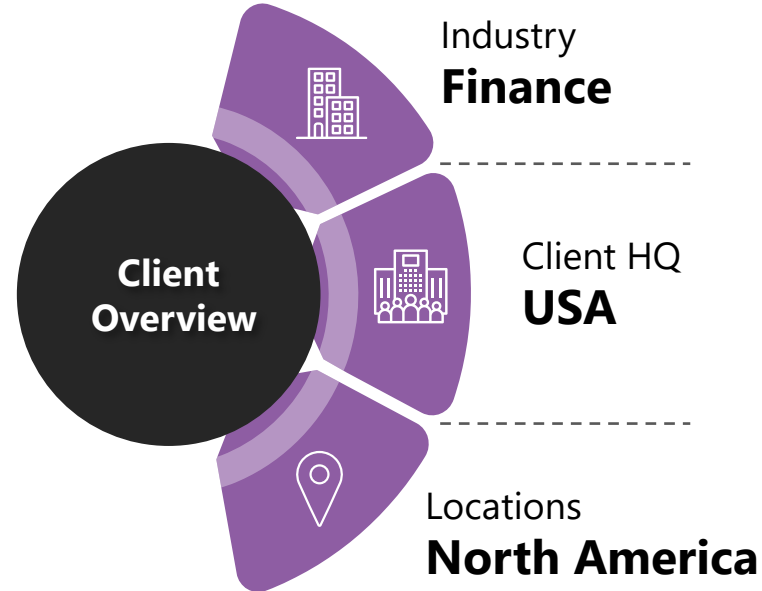 Industry
Finance
Client
Overview
Client HQ
USA
Locations
North America